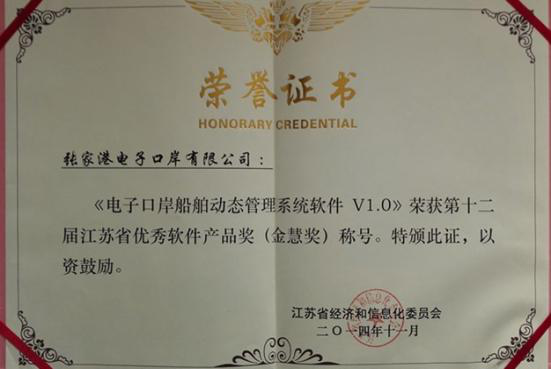 荣誉证书
HONORARY CREDENTIAL
张家港电子口岸有限公司：
《电子口岸船舶动态管理系统软件 V1.0》荣获第十二
届江苏省优秀软件产品奖（金慧奖）称号。特颁此证，以
资鼓励。
江苏省经济和信息化委员会
二〇一四年十一月